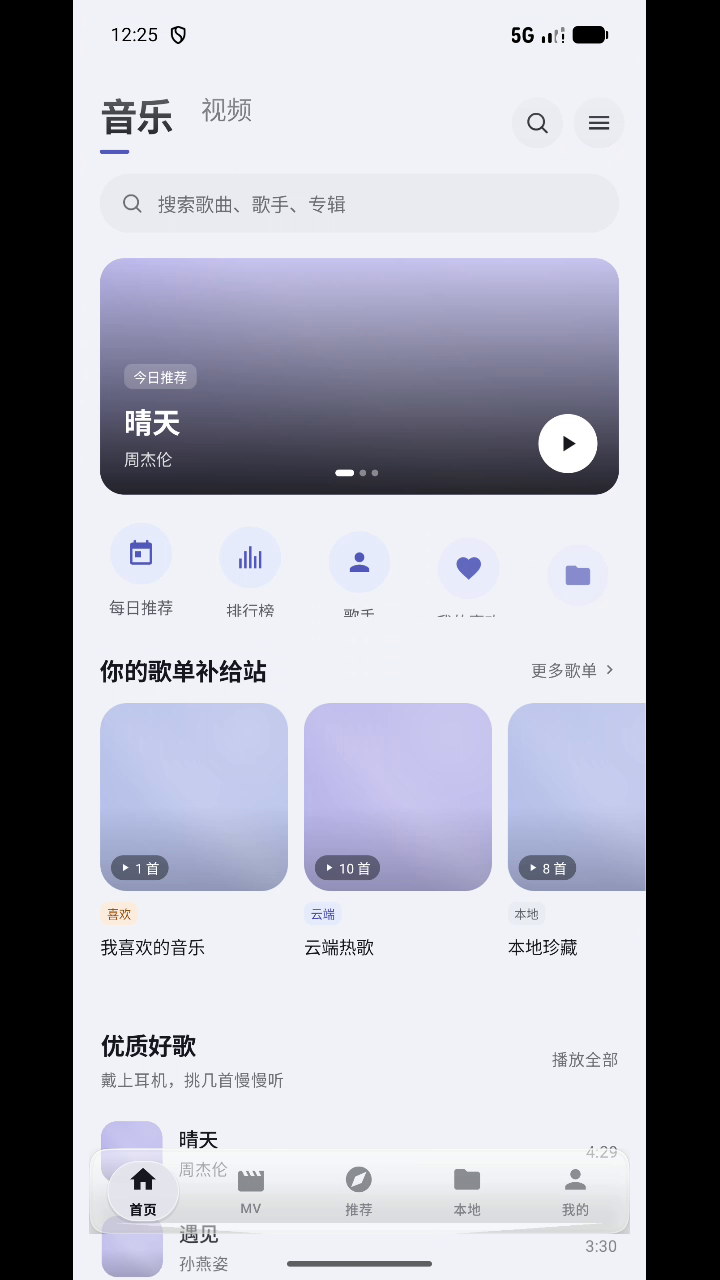 12:25
5G
音乐 视频
搜索歌曲、歌手、专辑
今日推荐
晴天
周杰伦
每日推荐 排行榜 歌手
你的歌单补给站 更多歌单
1 首 10 首 8 首
喜欢 云端 本地
我喜欢的音乐 云端热歌 本地珍藏
优质好歌
播放全部
戴上耳机，挑几首慢慢听
晴天
4:29
周杰伦
首页 MV 推荐 本地 我的
遇见
3:30
孙燕姿